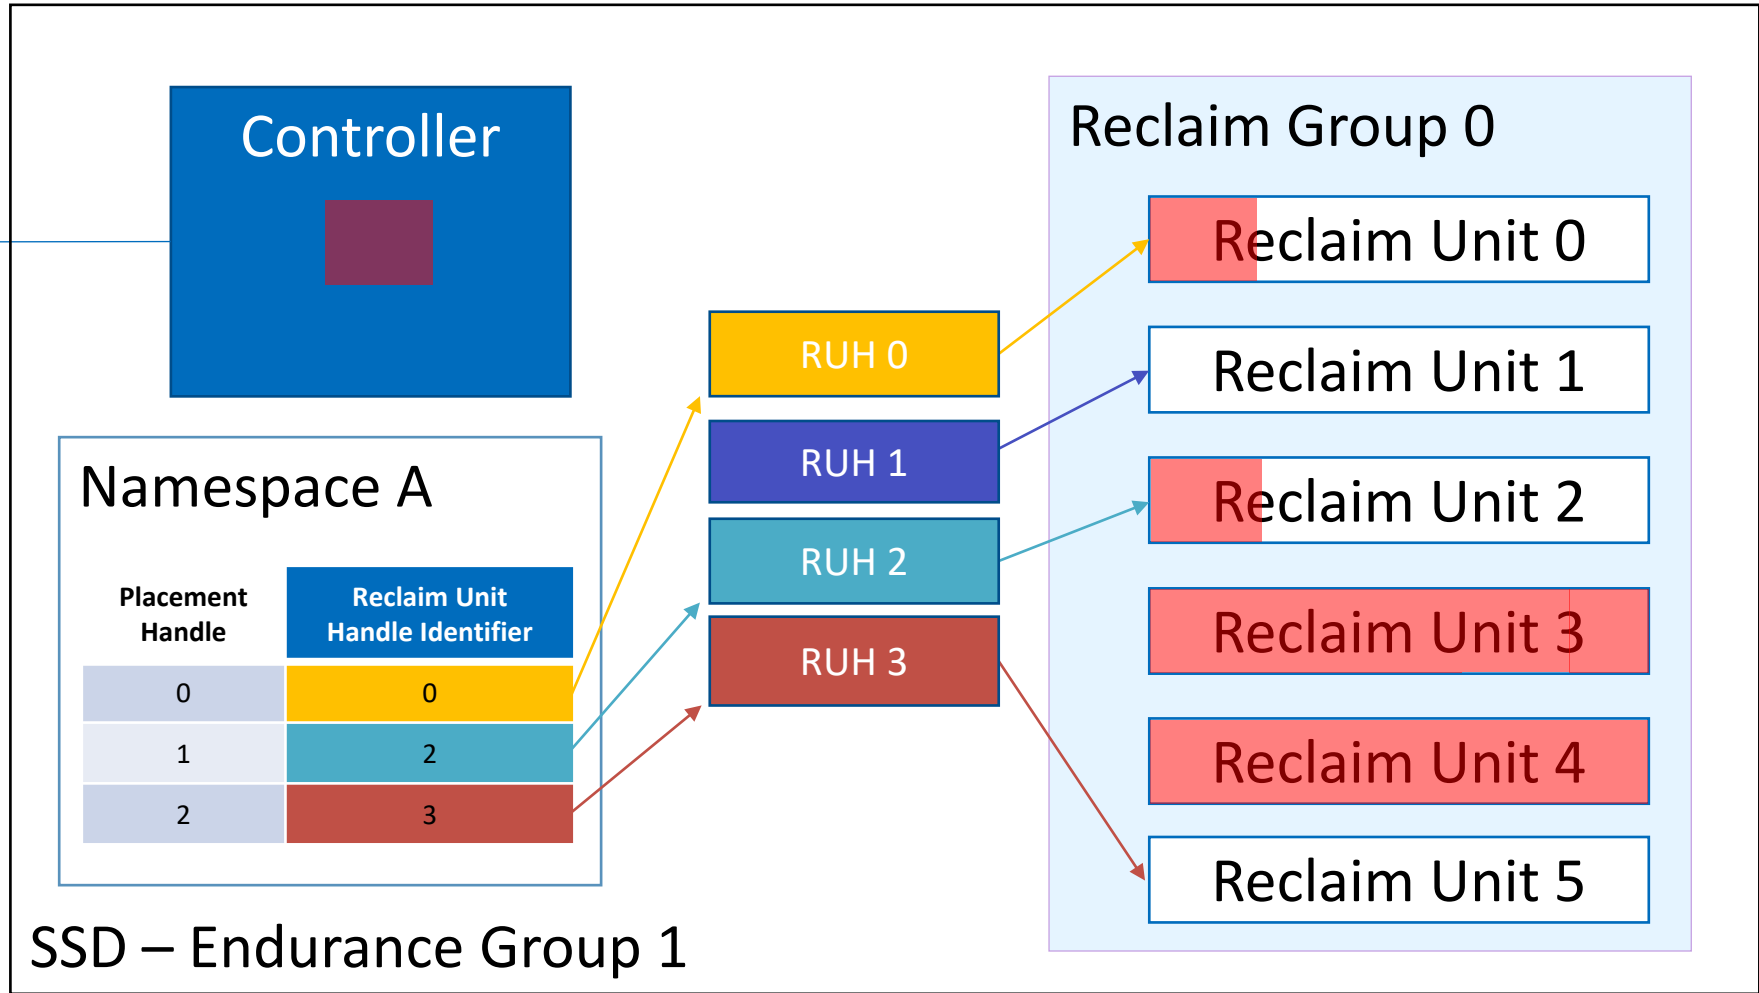 Controller
Reclaim Group 0
Reclaim Unit 0
Reclaim Unit 1
Reclaim Unit 2
Reclaim Unit 3
Reclaim Unit 4
Reclaim Unit 5
RUH 0
RUH 1
RUH 2
RUH 3
Namespace A
Placement
Handle
Reclaim Unit
Handle Identifier
0 0
1 2
2 3
SSD – Endurance Group 1